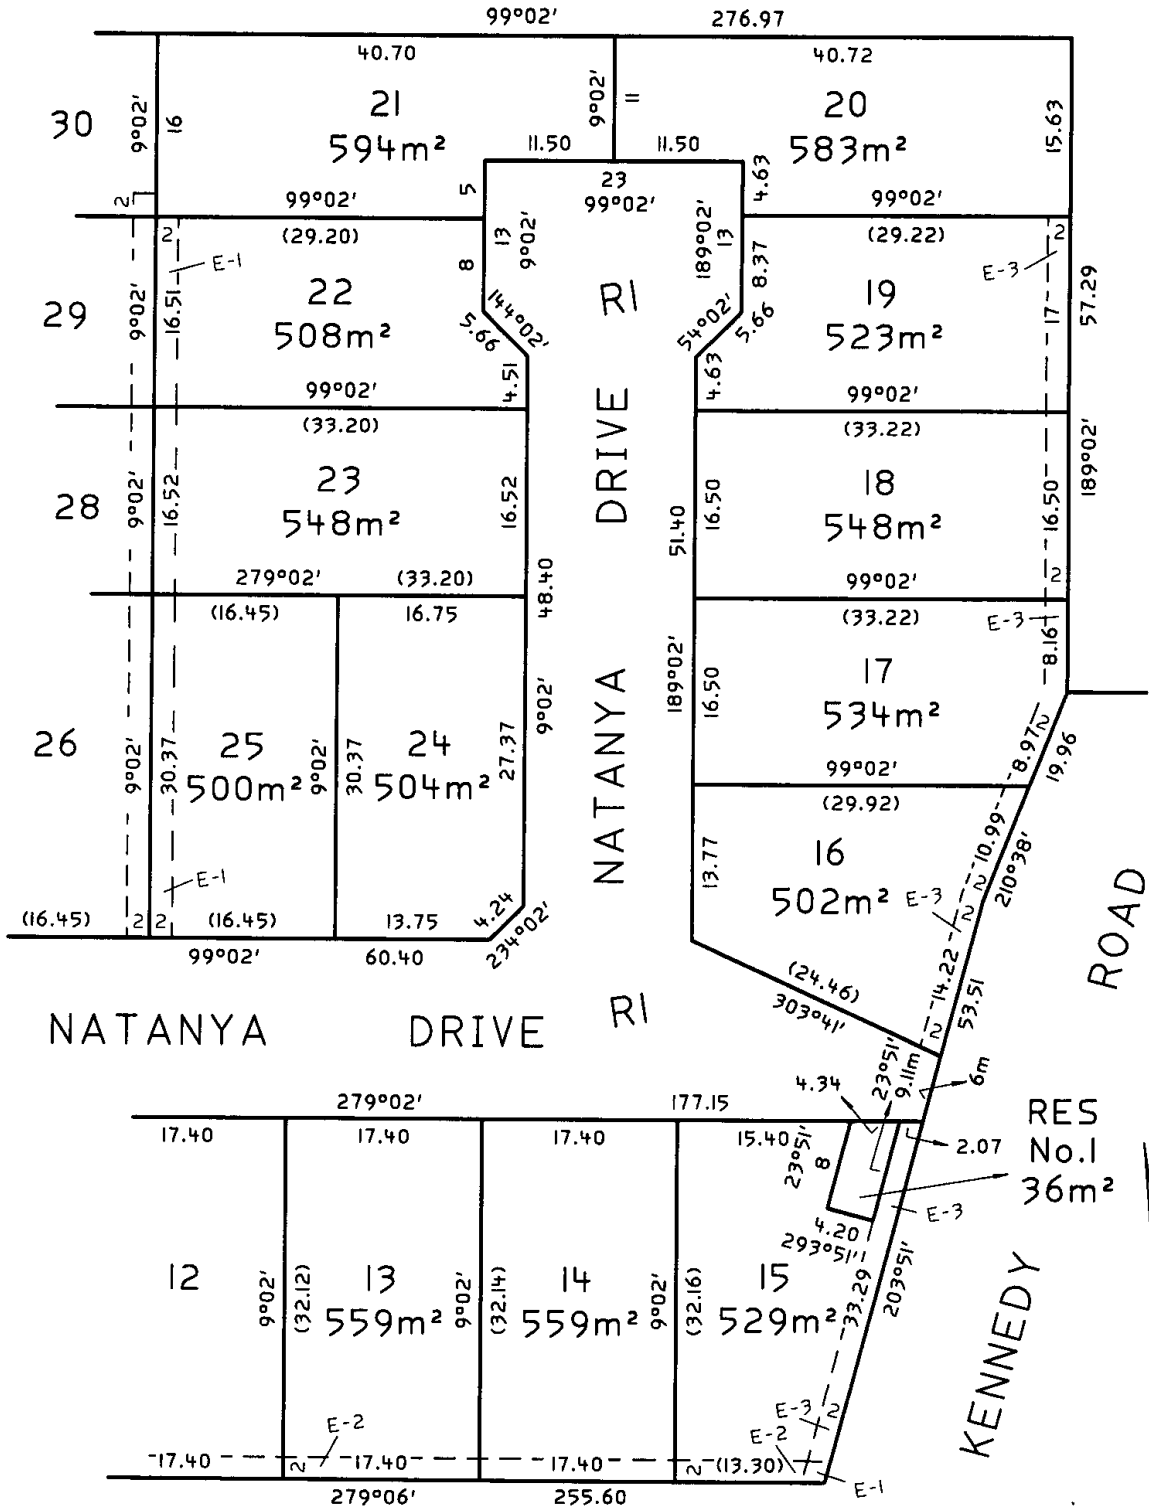 99°02' 276.97
40.70 40.72
30 9°02' 16 21 594m² 9°02' = 20 583m² 15.63
11.50 11.50
23
99°02'
2 99°02' 5 4.63 99°02'
2 (29.20) 13 9°02' 189°02' 13 (29.22) 2
E-1 E-3
29 9°02' 16.51 22 508m² 8 RI 8.37 19 523m² 17 57.29
144°02' 5.66 54°02' 5.66
99°02' 4.51 4.63 99°02'
(33.20) (33.22)
28 9°02' 16.52 23 548m² 16.52 DRIVE 51.40 16.50 18 548m² 16.50 189°02'
279°02' (33.20) 48.40 99°02' 2
(16.45) 16.75 (33.22) E-3
26 9°02' 30.37 25 500m² 9°02' 30.37 24 504m² 27.37 9°02' NATANYA 189°02' 16.50 17 534m² 8.16
8.97 2 19.96
99°02'
(29.92)
13.77 16 502m² 10.99 2 210°38'
E-1 E-3 2
(16.45) 2 2 (16.45) 13.75 4.24 234°02'
99°02' 60.40
(24.46) 14.22 53.51
303°41' 2
ROAD
NATANYA DRIVE RI
4.34 23°51' 9.11m 6m
279°02' 177.15
17.40 17.40 17.40 15.40 23°51' 8 2.07
RES
No.1
36m²
E-3
4.20
293°51'
12 9°02' (32.12) 13 559m² 9°02' (32.14) 14 559m² 9°02' (32.16) 15 529m² 33.29 203°51'
KENNEDY
E-3 2
E-2 E-2
17.40 2 17.40 17.40 2 (13.30)
E-1
279°06' 255.60